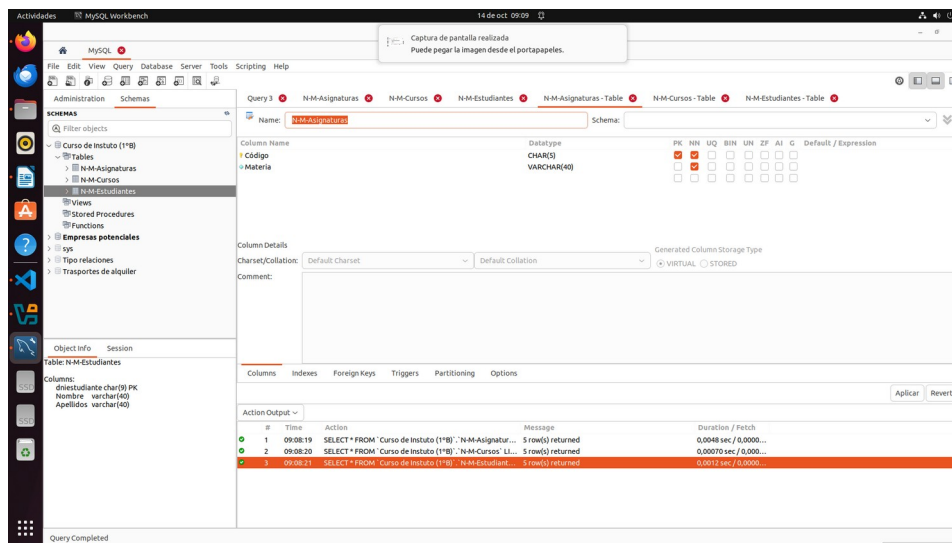 Actividades
MySQL Workbench
14 de oct 09:09
Captura de pantalla realizada
Puede pegar la imagen desde el portapapeles.
MySQL
File Edit View Query Database Server Tools Scripting Help
Administration Schemas
Query 3 N-M-Asignaturas N-M-Cursos N-M-Estudiantes N-M-Asignaturas - Table N-M-Cursos - Table N-M-Estudiantes - Table
SCHEMAS
Filter objects
Curso de Instuto (1ºB)
Tables
N-M-Asignaturas
N-M-Cursos
N-M-Estudiantes
Views
Stored Procedures
Functions
Empresas potenciales
sys
Tipo relaciones
Trasportes de alquiler
Name: N-M-Asignaturas Schema:
Column Name Datatype PK NN UQ BIN UN ZF AI G Default / Expression
Código CHAR(5)
Materia VARCHAR(40)
Column Details
Generated Column Storage Type
Charset/Collation: Default Charset Default Collation VIRTUAL STORED
Comment:
Object Info Session
Table: N-M-Estudiantes
Columns:
dniestudiante char(9) PK
Nombre varchar(40)
Apellidos varchar(40)
Columns Indexes Foreign Keys Triggers Partitioning Options
Aplicar Revert
Action Output
# Time Action Message Duration / Fetch
1 09:08:19 SELECT * FROM `Curso de Instuto (1ºB)`.`N-M-Asignatur... 5 row(s) returned 0,0048 sec / 0,0000...
2 09:08:20 SELECT * FROM `Curso de Instuto (1ºB)`.`N-M-Cursos` LI... 5 row(s) returned 0,00070 sec / 0,000...
3 09:08:21 SELECT * FROM `Curso de Instuto (1ºB)`.`N-M-Estudiant... 5 row(s) returned 0,0012 sec / 0,0000...
SSD
SSD
Query Completed